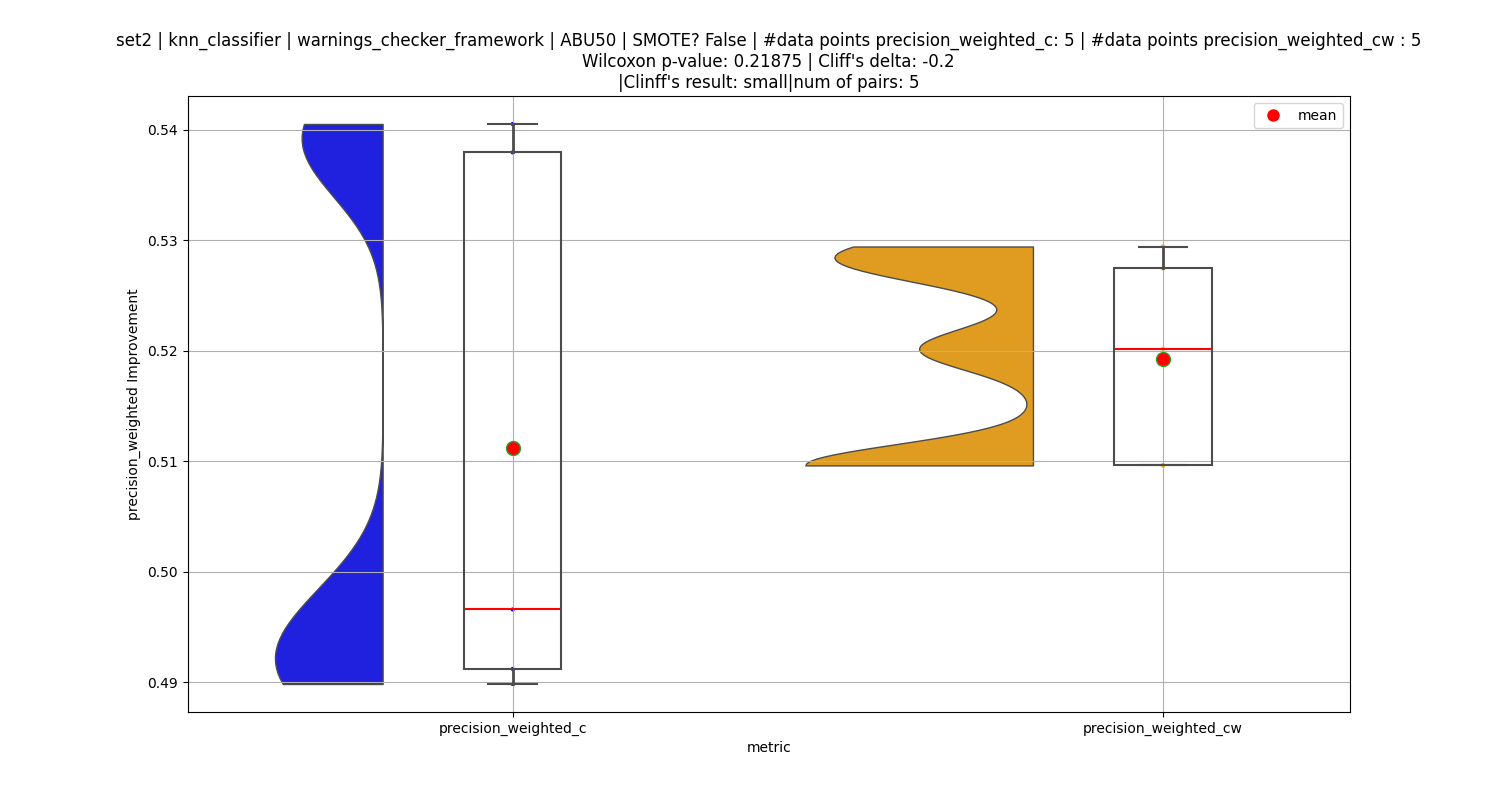 set2 | knn_classifier | warnings_checker_framework | ABU50 | SMOTE? False | #data points precision_weighted_c: 5 | #data points precision_weighted_cw : 5
Wilcoxon p-value: 0.21875 | Cliff's delta: -0.2
|Clinff's result: small|num of pairs: 5
mean
0.54
0.53
0.52
0.51
0.50
0.49
precision_weighted Improvement
precision_weighted_c
precision_weighted_cw
metric